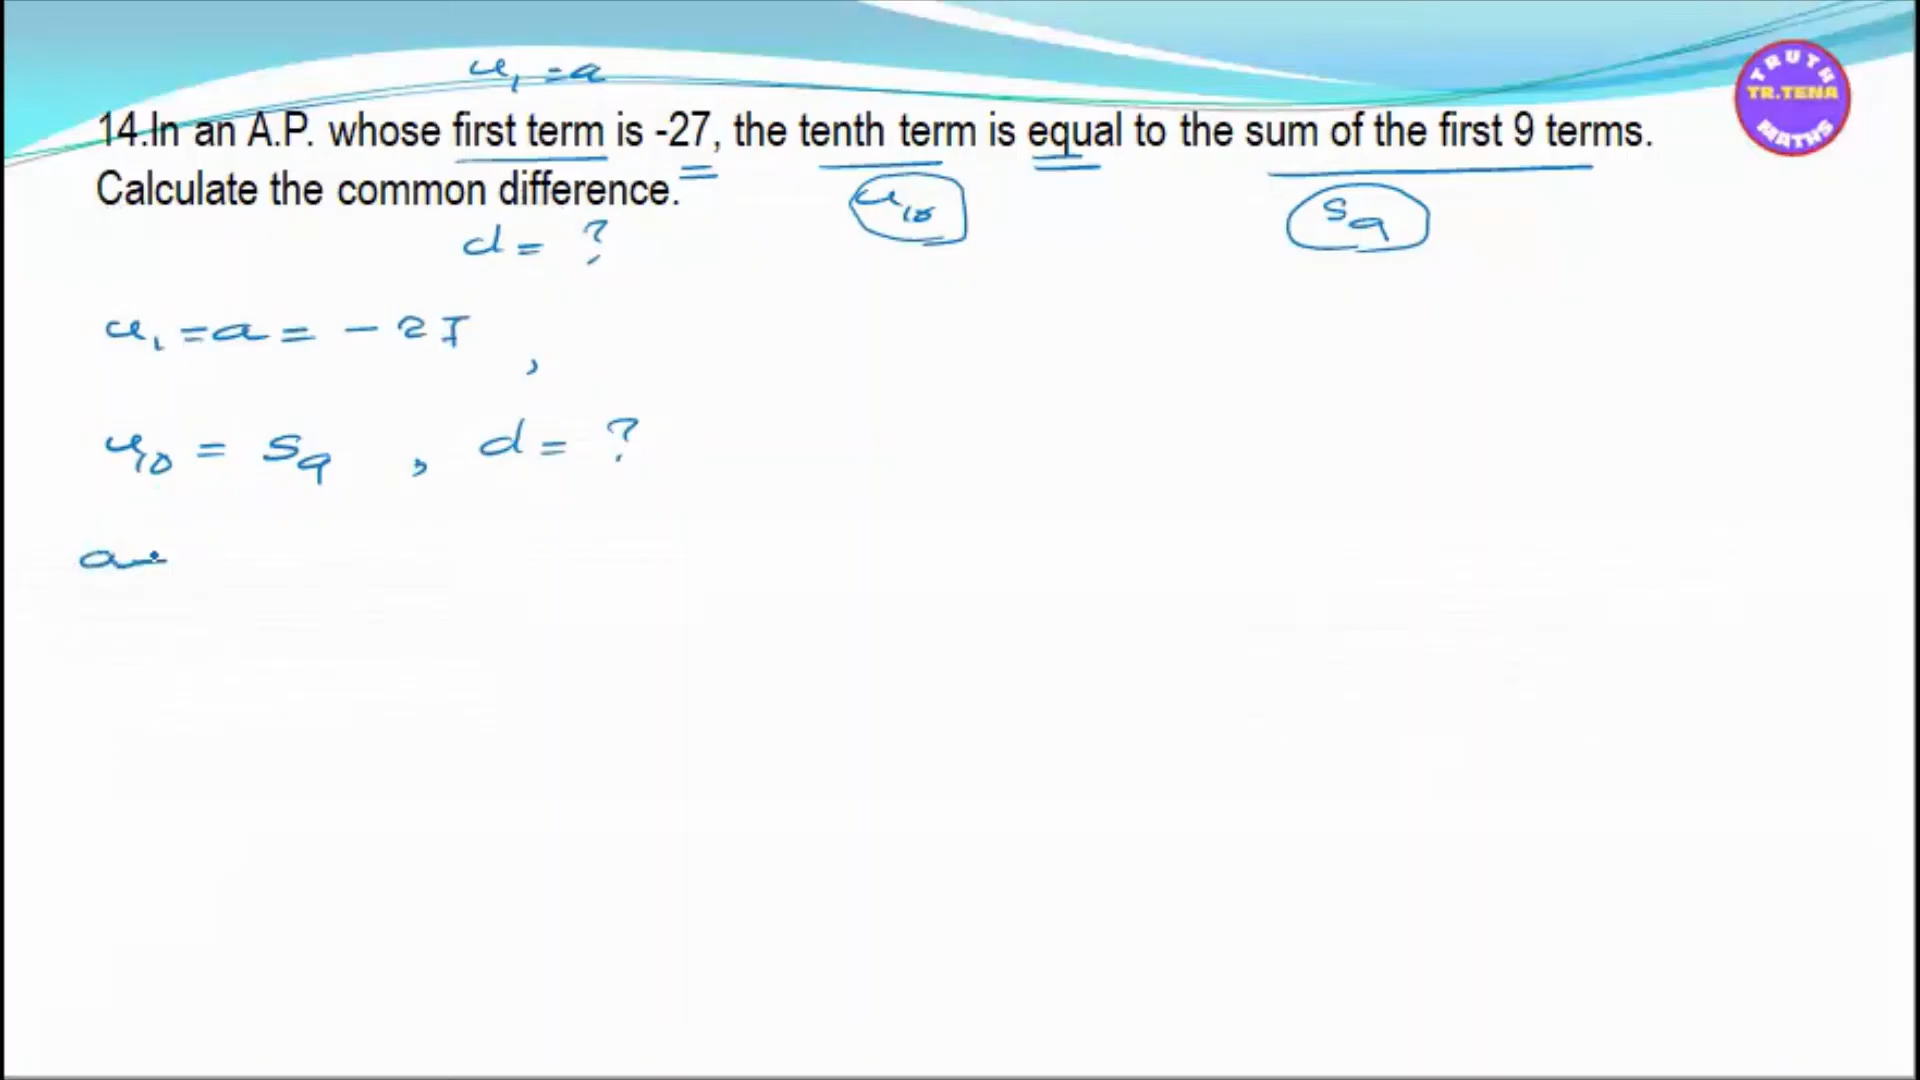 u₁ = a
TRUTH
TR.TENA
MATHS
14.In an A.P. whose first term is -27, the tenth term is equal to the sum of the first 9 terms.
Calculate the common difference.
u₁₀
S₉
d = ?
u₁ = a = - 27 ,
u₁₀ = S₉ , d = ?
a